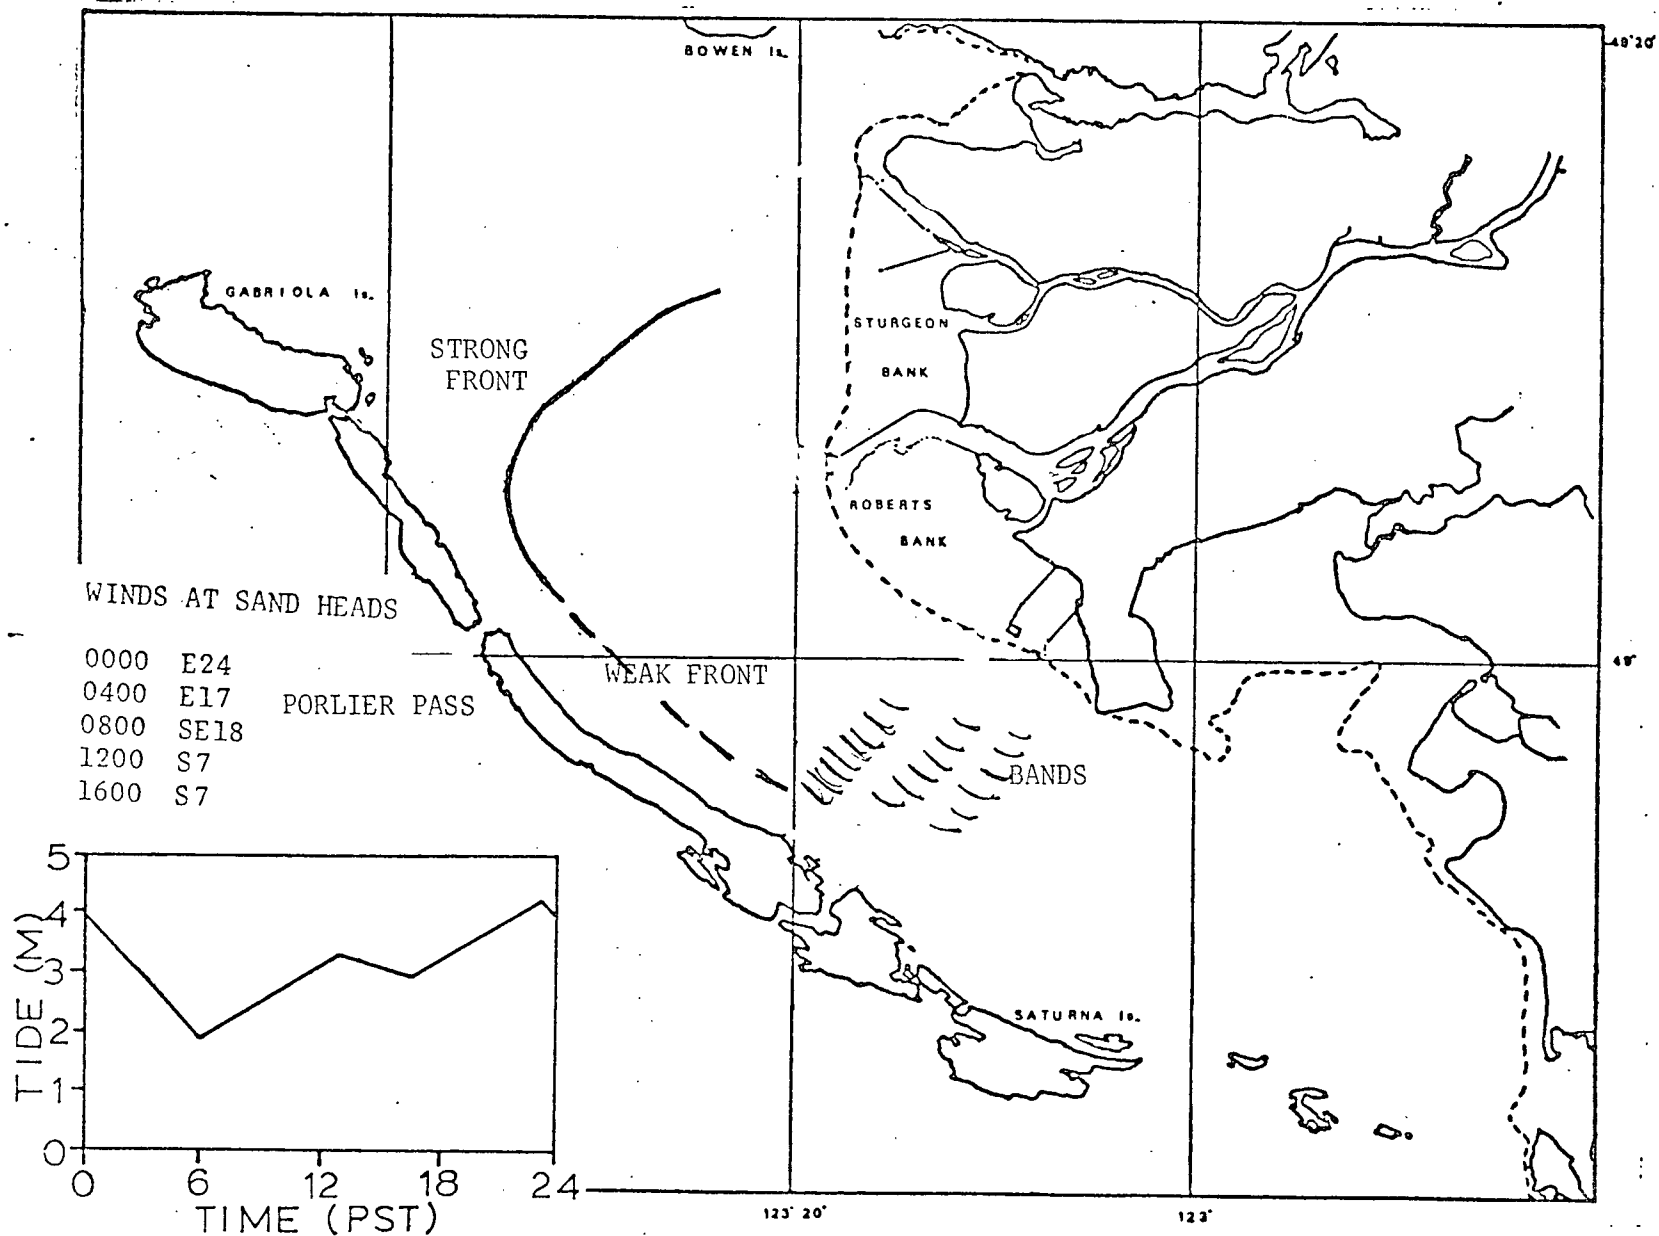 BOWEN Is.
49°20'
GABRIOLA Is.
STRONG
FRONT
STURGEON
BANK
ROBERTS
BANK
WINDS AT SAND HEADS
0000 E24
0400 E17
0800 SE18
1200 S7
1600 S7
PORLIER PASS
WEAK FRONT
49°
BANDS
SATURNA Is.
5
4
3
2
1
0
TIDE (M)
0 6 12 18 24
TIME (PST)
123° 20'
123°